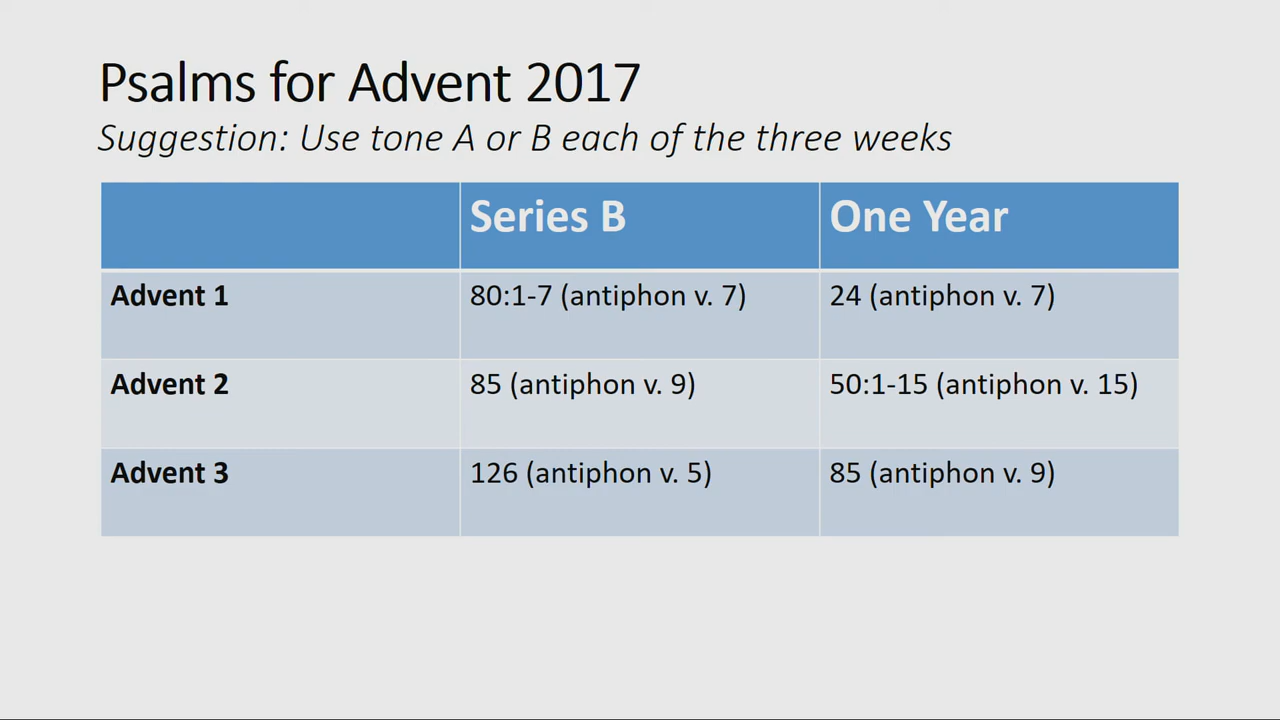 Psalms for Advent 2017
Suggestion: Use tone A or B each of the three weeks
Series B One Year
Advent 1 80:1-7 (antiphon v. 7) 24 (antiphon v. 7)
Advent 2 85 (antiphon v. 9) 50:1-15 (antiphon v. 15)
Advent 3 126 (antiphon v. 5) 85 (antiphon v. 9)